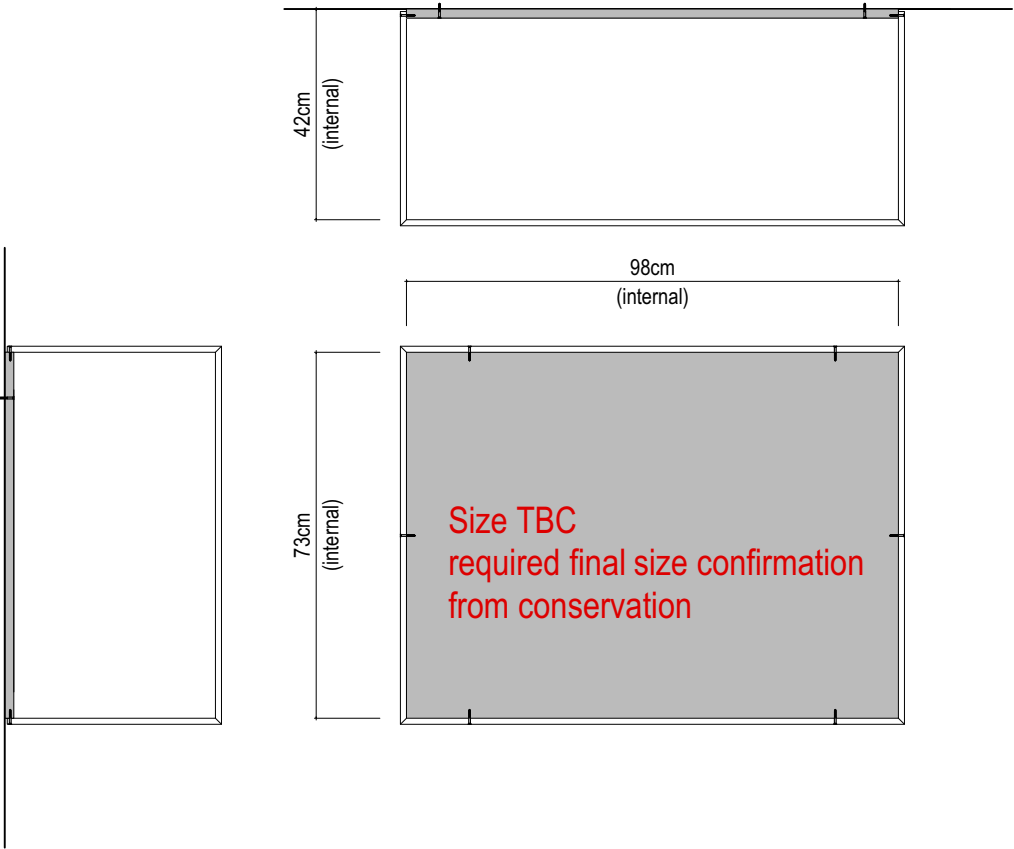 42cm
(internal)
98cm
(internal)
73cm
(internal)
Size TBC
required final size confirmation
from conservation